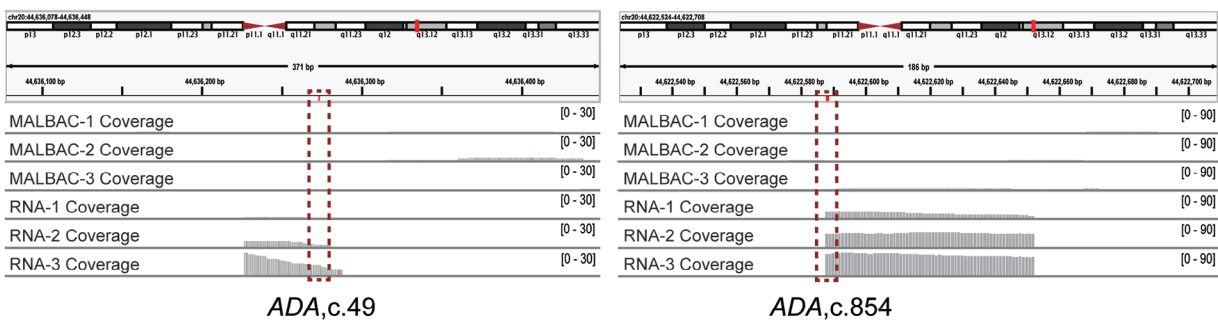 chr20:44,636,078-44,636,448
p13 p12.3 p12.2 p12.1 p11.23 p11.21 p11.1 q11.1 q11.21 q11.23 q12 q13.12 q13.2 q13.31 q13.33
371 bp
44,636,100 bp 44,636,200 bp 44,636,300 bp 44,636,400 bp
MALBAC-1 Coverage [0 - 30]
MALBAC-2 Coverage [0 - 30]
MALBAC-3 Coverage [0 - 30]
RNA-1 Coverage [0 - 30]
RNA-2 Coverage [0 - 30]
RNA-3 Coverage [0 - 30]
ADA,c.49
chr20:44,622,524-44,622,708
p13 p12.3 p12.2 p12.1 p11.23 p11.21 p11.1 q11.1 q11.21 q11.23 q12 q13.12 q13.2 q13.31 q13.33
186 bp
44,622,540 bp 44,622,560 bp 44,622,580 bp 44,622,600 bp 44,622,620 bp 44,622,640 bp 44,622,660 bp 44,622,680 bp 44,622,700 bp
MALBAC-1 Coverage [0 - 90]
MALBAC-2 Coverage [0 - 90]
MALBAC-3 Coverage [0 - 90]
RNA-1 Coverage [0 - 90]
RNA-2 Coverage [0 - 90]
RNA-3 Coverage [0 - 90]
ADA,c.854